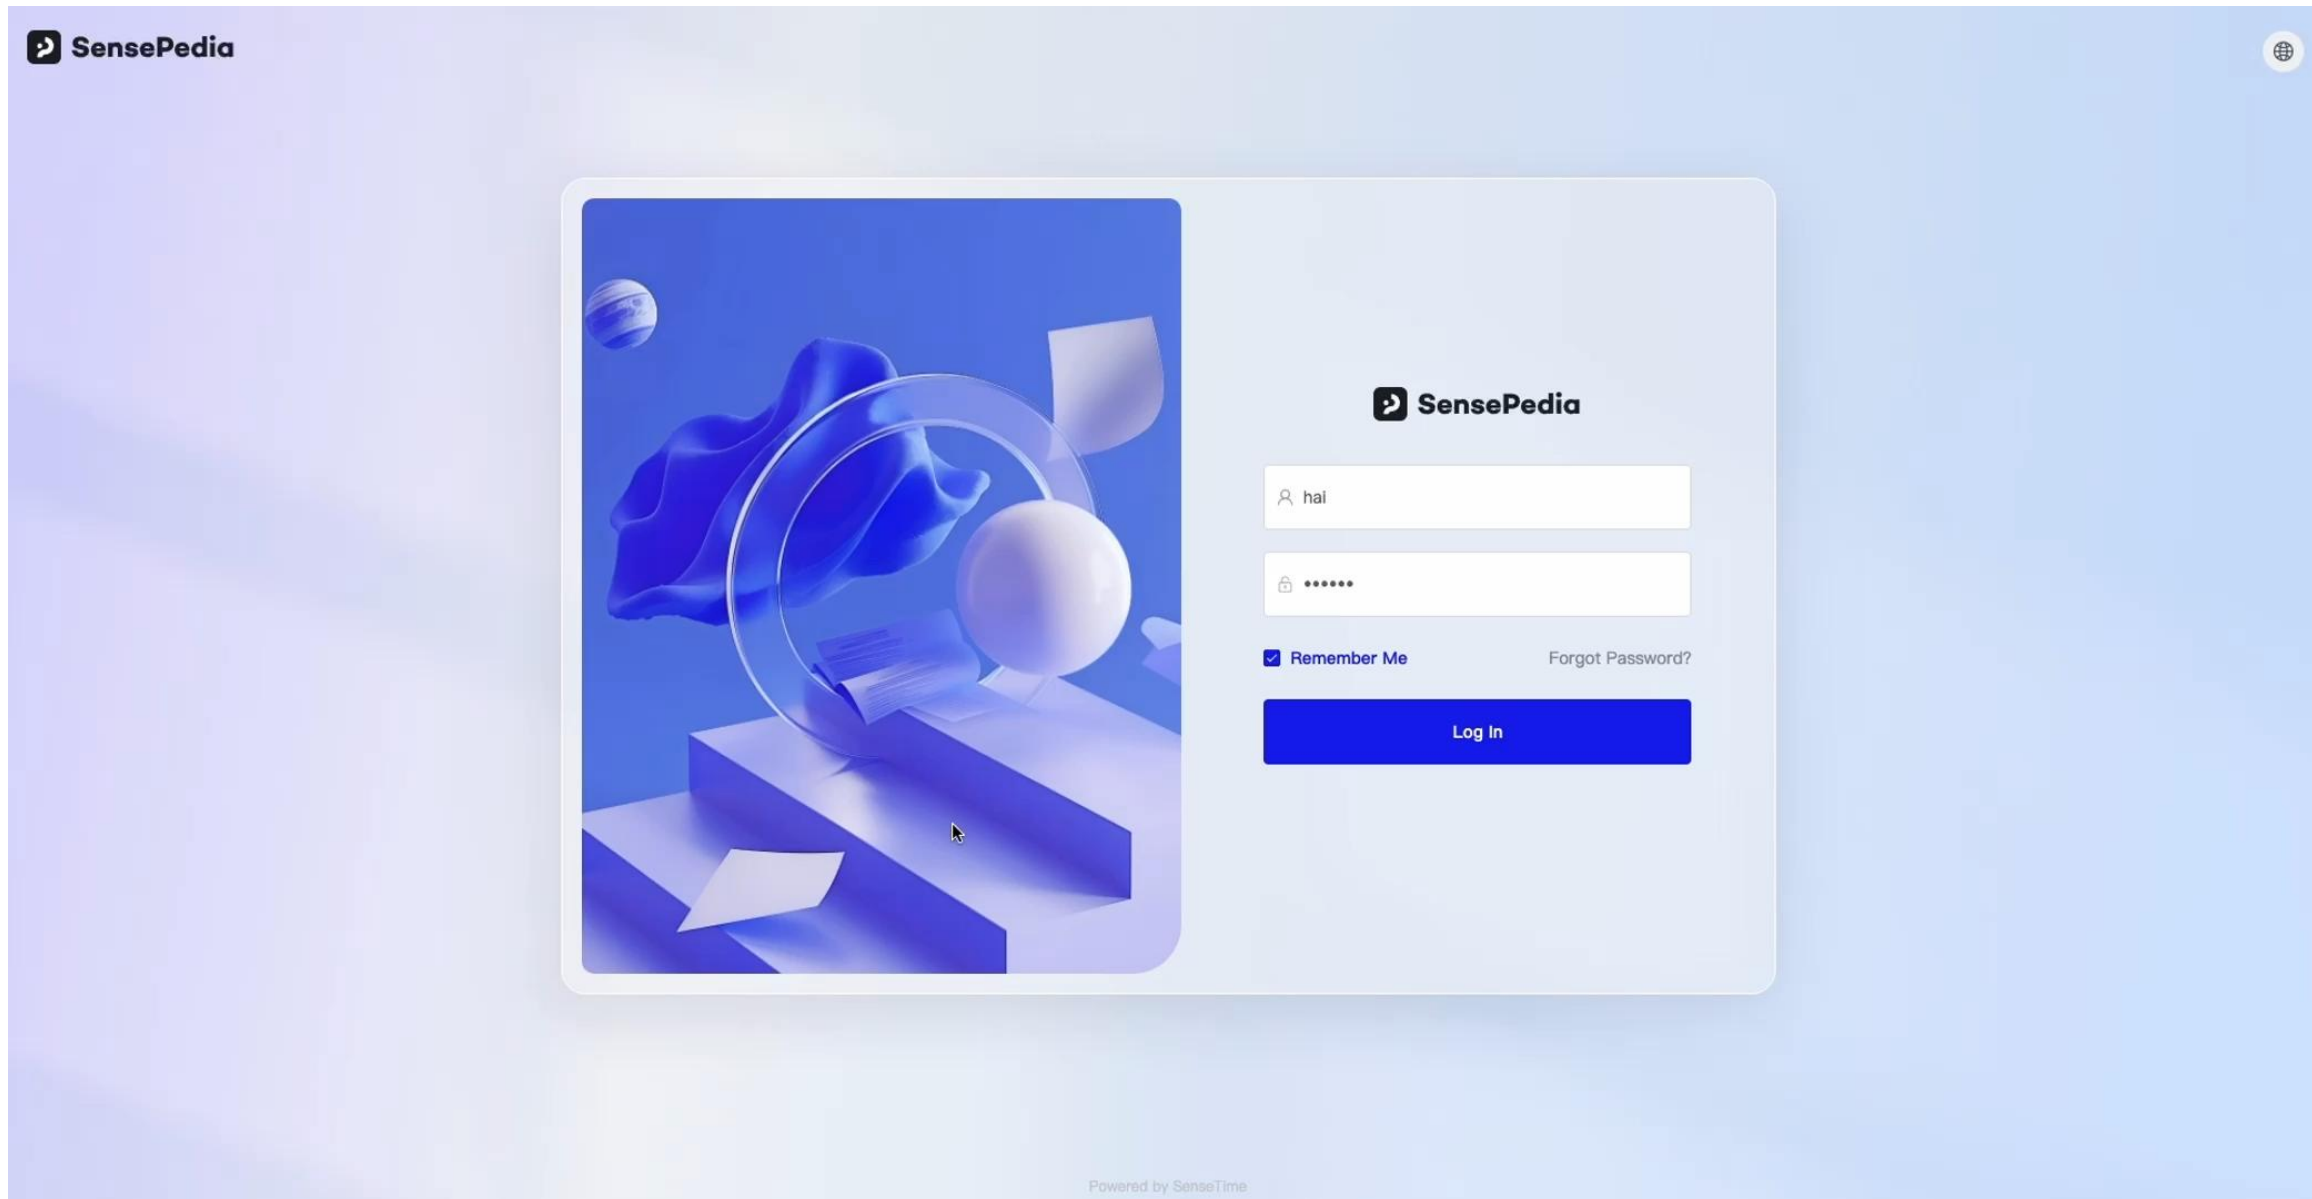 SensePedia
SensePedia
hai
••••••
Remember Me
Forgot Password?
Log In
Powered by SenseTime